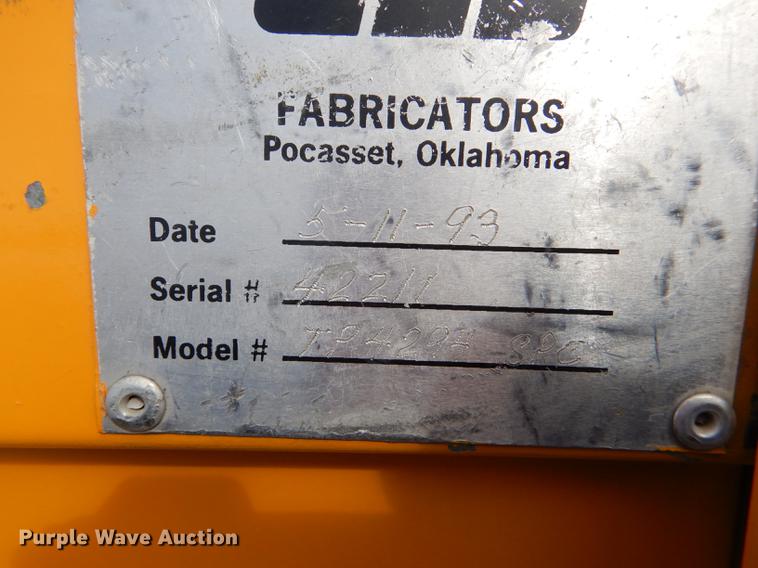 FABRICATORS
Pocasset, Oklahoma
Date 5-11-93
Serial # 42211
Model #
Purple Wave Auction